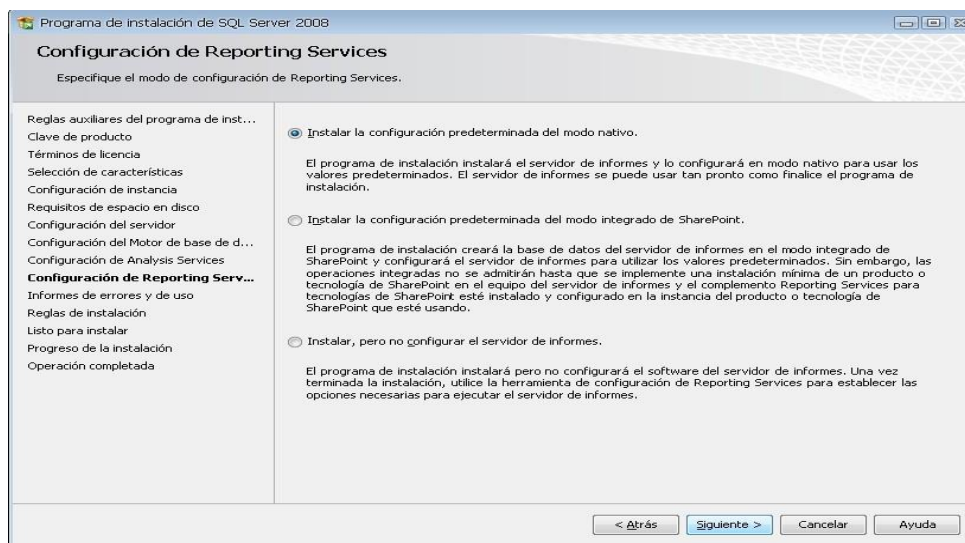 Programa de instalación de SQL Server 2008
Configuración de Reporting Services
Especifique el modo de configuración de Reporting Services.
Reglas auxiliares del programa de inst...
Clave de producto
Términos de licencia
Selección de características
Configuración de instancia
Requisitos de espacio en disco
Configuración del servidor
Configuración del Motor de base de d...
Configuración de Analysis Services
Configuración de Reporting Serv...
Informes de errores y de uso
Reglas de instalación
Listo para instalar
Progreso de la instalación
Operación completada
Instalar la configuración predeterminada del modo nativo.
El programa de instalación instalará el servidor de informes y lo configurará en modo nativo para usar los
valores predeterminados. El servidor de informes se puede usar tan pronto como finalice el programa de
instalación.
Instalar la configuración predeterminada del modo integrado de SharePoint.
El programa de instalación creará la base de datos del servidor de informes en el modo integrado de
SharePoint y configurará el servidor de informes para utilizar los valores predeterminados. Sin embargo, las
operaciones integradas no se admitirán hasta que se implemente una instalación mínima de un producto o
tecnología de SharePoint en el equipo del servidor de informes y el complemento Reporting Services para
tecnologías de SharePoint esté instalado y configurado en la instancia del producto o tecnología de
SharePoint que esté usando.
Instalar, pero no configurar el servidor de informes.
El programa de instalación instalará pero no configurará el software del servidor de informes. Una vez
terminada la instalación, utilice la herramienta de configuración de Reporting Services para establecer las
opciones necesarias para ejecutar el servidor de informes.
< Atrás
Siguiente >
Cancelar
Ayuda